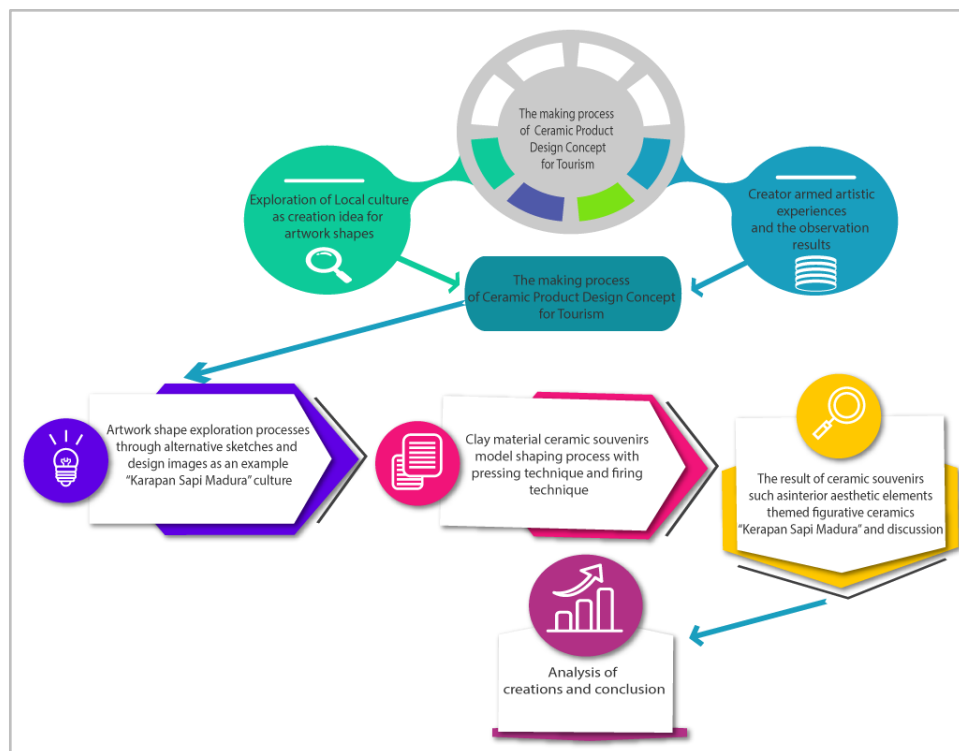 The making process
of Ceramic Product
Design Concept
for Tourism
Exploration of Local culture
as creation idea for
artwork shapes
Creator armed artistic
experiences
and the observation
results
The making process
of Ceramic Product Design Concept
for Tourism
Artwork shape exploration processes
through alternative sketches and
design images as an example
"Karapan Sapi Madura" culture
Clay material ceramic souvenirs
model shaping process with
pressing technique and firing
technique
The result of ceramic souvenirs
such asinterior aesthetic elements
themed figurative ceramics
"Kerapan Sapi Madura" and discussion
Analysis of
creations and conclusion